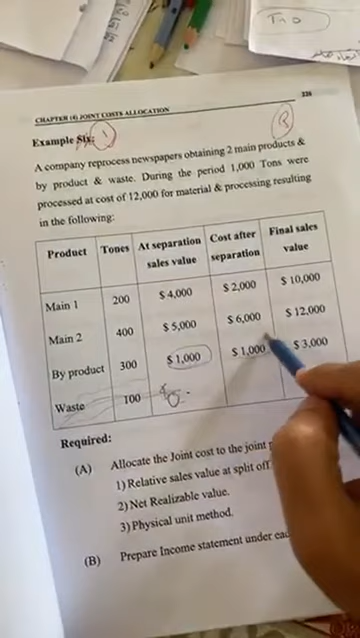 326
CHAPTER (4) JOINT COSTS ALLOCATION
Example Six: 1
A company reprocess newspapers obtaining 2 main products &
by product & waste. During the period 1,000 Tons were
processed at cost of 12,000 for material & processing resulting
in the following:
Product Tones At separation sales value Cost after separation Final sales value
Main 1 200 $ 4,000 $ 2,000 $ 10,000
Main 2 400 $ 5,000 $ 6,000 $ 12,000
By product 300 $ 1,000 $ 1,000 $ 3,000
Waste 100
Required:
(A) Allocate the Joint cost to the joint
1) Relative sales value at split off
2) Net Realizable value.
3) Physical unit method.
(B) Prepare Income statement under